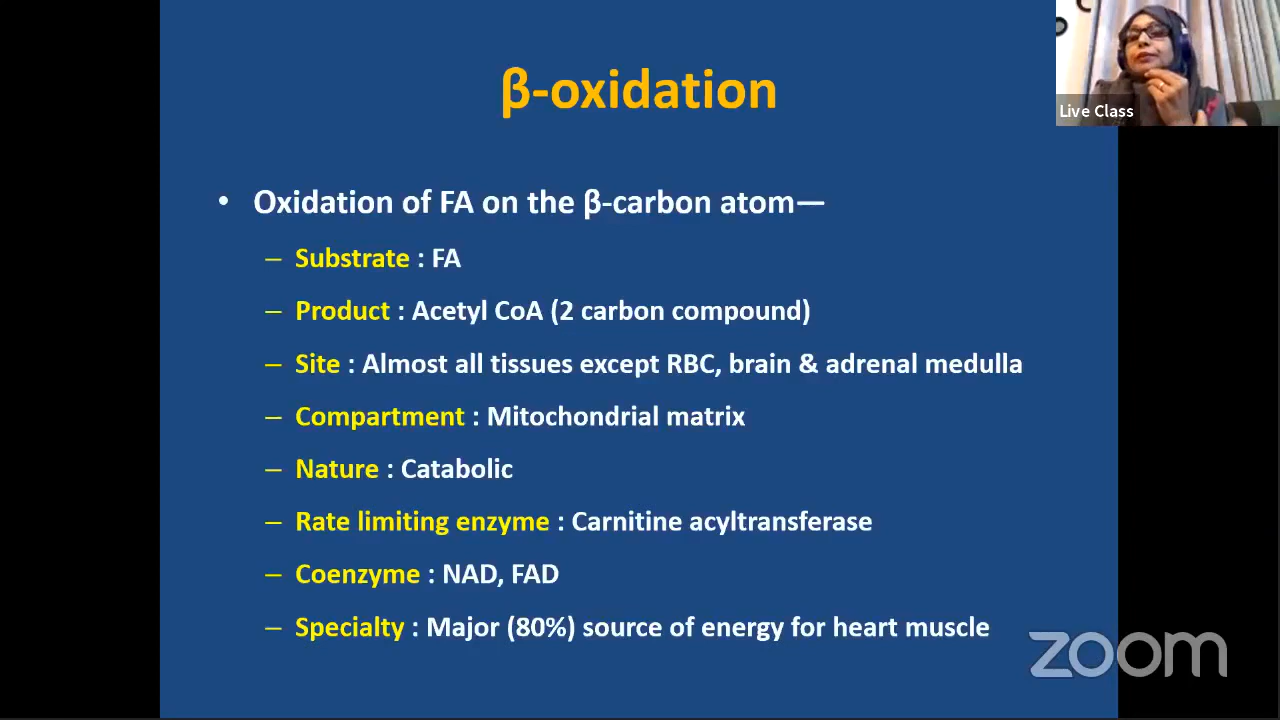 β-oxidation
Live Class
• Oxidation of FA on the β-carbon atom—
– Substrate : FA
– Product : Acetyl CoA (2 carbon compound)
– Site : Almost all tissues except RBC, brain & adrenal medulla
– Compartment : Mitochondrial matrix
– Nature : Catabolic
– Rate limiting enzyme : Carnitine acyltransferase
– Coenzyme : NAD, FAD
– Specialty : Major (80%) source of energy for heart muscle
zoom